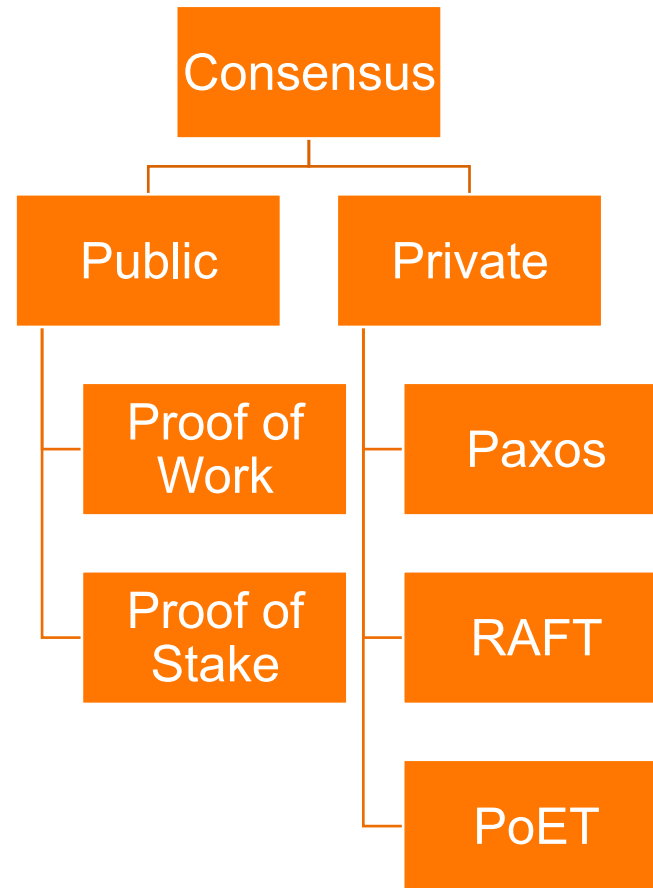 Consensus
Public
Private
Proof of
Work
Proof of
Stake
Paxos
RAFT
PoET